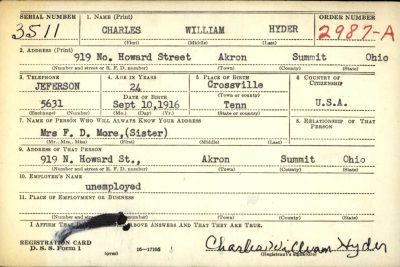 SERIAL NUMBER 1. NAME (Print) ORDER NUMBER
3511 CHARLES WILLIAM HYDER 2987-A
(First) (Middle) (Last)
2. ADDRESS (Print)
919 No. Howard Street Akron Summit Ohio
(Number and street or R. F. D. number) (Town) (County) (State)
3. TELEPHONE 4. AGE IN YEARS 5. PLACE OF BIRTH 6. COUNTRY OF CITIZENSHIP
JEFERSON 24 Crossville
DATE OF BIRTH (Town or county)
5631 Sept 10,1916 Tenn U.S.A.
(Exchange) (Number) (Mo.) (Day) (Yr.) (State or country)
7. NAME OF PERSON WHO WILL ALWAYS KNOW YOUR ADDRESS 8. RELATIONSHIP OF THAT PERSON
Mrs F. D. More,(Sister)
(Mr., Mrs., Miss) (First) (Middle) (Last)
9. ADDRESS OF THAT PERSON
919 N. Howard St., Akron Summit Ohio
(Number and street or R. F. D. number) (Town) (County) (State)
10. EMPLOYER'S NAME
unemployed
11. PLACE OF EMPLOYMENT OR BUSINESS
(Number and street or R. F. D. number) (Town) (County) (State)
I AFFIRM THAT ABOVE ANSWERS AND THAT THEY ARE TRUE.
REGISTRATION CARD
D. S. S. Form 1 (over) 16-17105 Charles William Hyder
(Registrant's signature)